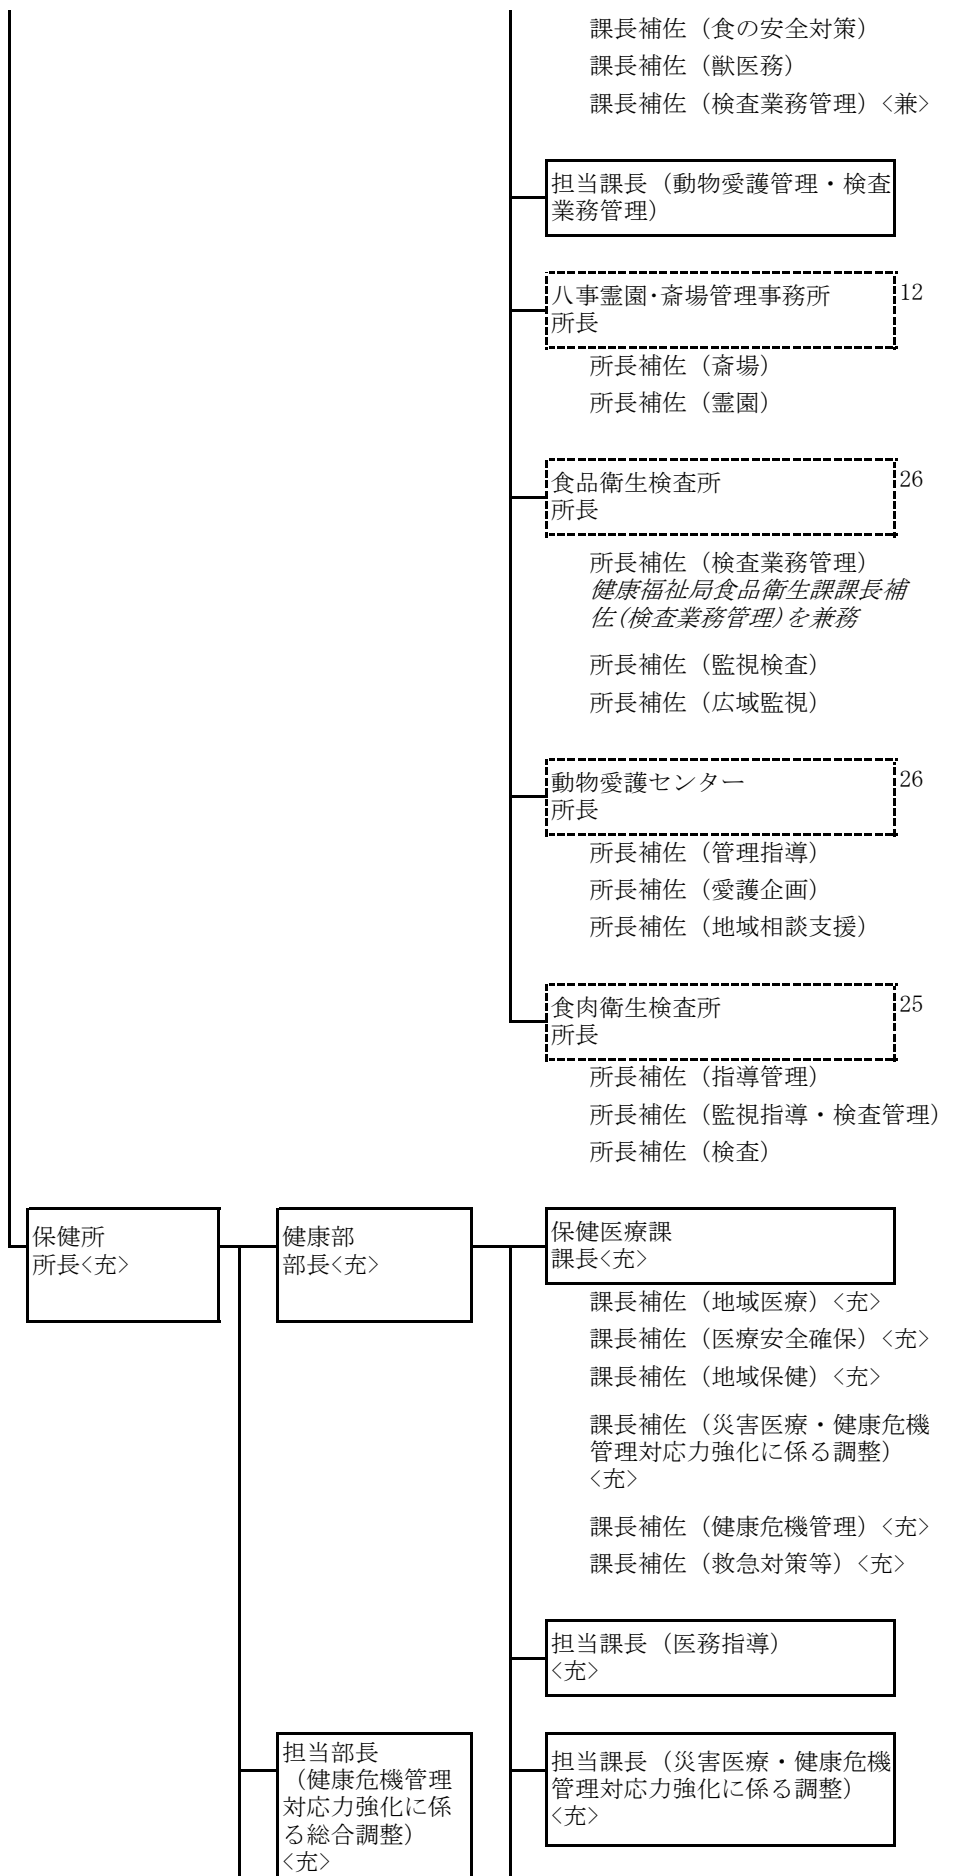 課長補佐（食の安全対策）
課長補佐（獣医務）
課長補佐（検査業務管理）<兼>
担当課長（動物愛護管理・検査
業務管理）
八事霊園･斎場管理事務所
所長
12
所長補佐（斎場）
所長補佐（霊園）
食品衛生検査所
所長
26
所長補佐（検査業務管理）
健康福祉局食品衛生課課長補
佐(検査業務管理)を兼務
所長補佐（監視検査）
所長補佐（広域監視）
動物愛護センター
所長
26
所長補佐（管理指導）
所長補佐（愛護企画）
所長補佐（地域相談支援）
食肉衛生検査所
所長
25
所長補佐（指導管理）
所長補佐（監視指導・検査管理）
所長補佐（検査）
保健所
所長<充>
健康部
部長<充>
保健医療課
課長<充>
課長補佐（地域医療）<充>
課長補佐（医療安全確保）<充>
課長補佐（地域保健）<充>
課長補佐（災害医療・健康危機
管理対応力強化に係る調整）
<充>
課長補佐（健康危機管理）<充>
課長補佐（救急対策等）<充>
担当課長（医務指導）
<充>
担当部長
（健康危機管理
対応力強化に係
る総合調整）
<充>
担当課長（災害医療・健康危機
管理対応力強化に係る調整）
<充>